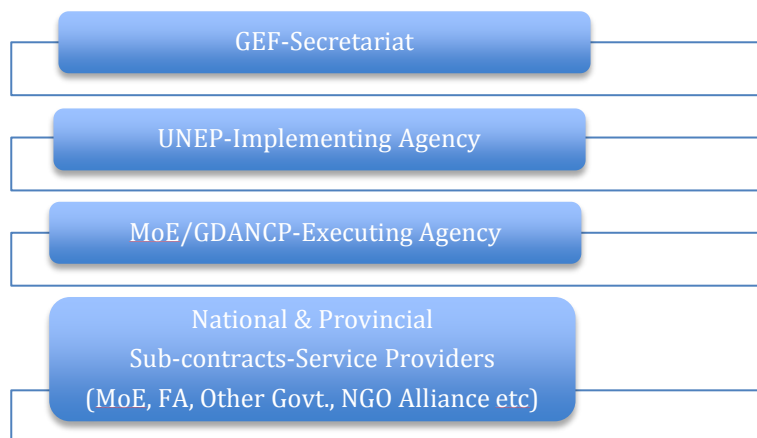 GEF-Secretariat
UNEP-Implementing Agency
MoE/GDANCP-Executing Agency
National & Provincial
Sub-contracts-Service Providers
(MoE, FA, Other Govt., NGO Alliance etc)